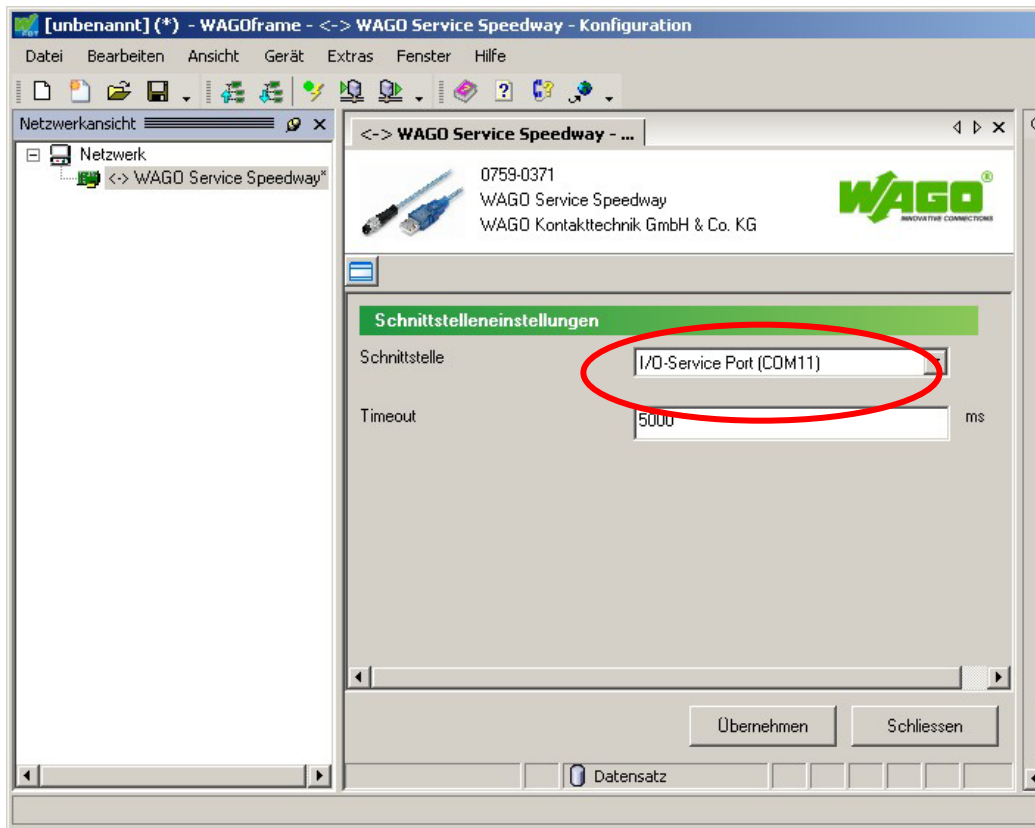 [unbenannt] (*) - WAGOframe - <-> WAGO Service Speedway - Konfiguration
Datei Bearbeiten Ansicht Gerät Extras Fenster Hilfe
Netzwerkansicht
Netzwerk
<-> WAGO Service Speedway*
<-> WAGO Service Speedway - ...
0759-0371
WAGO Service Speedway
WAGO Kontakttechnik GmbH & Co. KG
WAGO®
INNOVATIVE CONNECTIONS
Schnittstelleneinstellungen
Schnittstelle I/O-Service Port (COM11)
Timeout 5000 ms
Übernehmen Schliessen
Datensatz